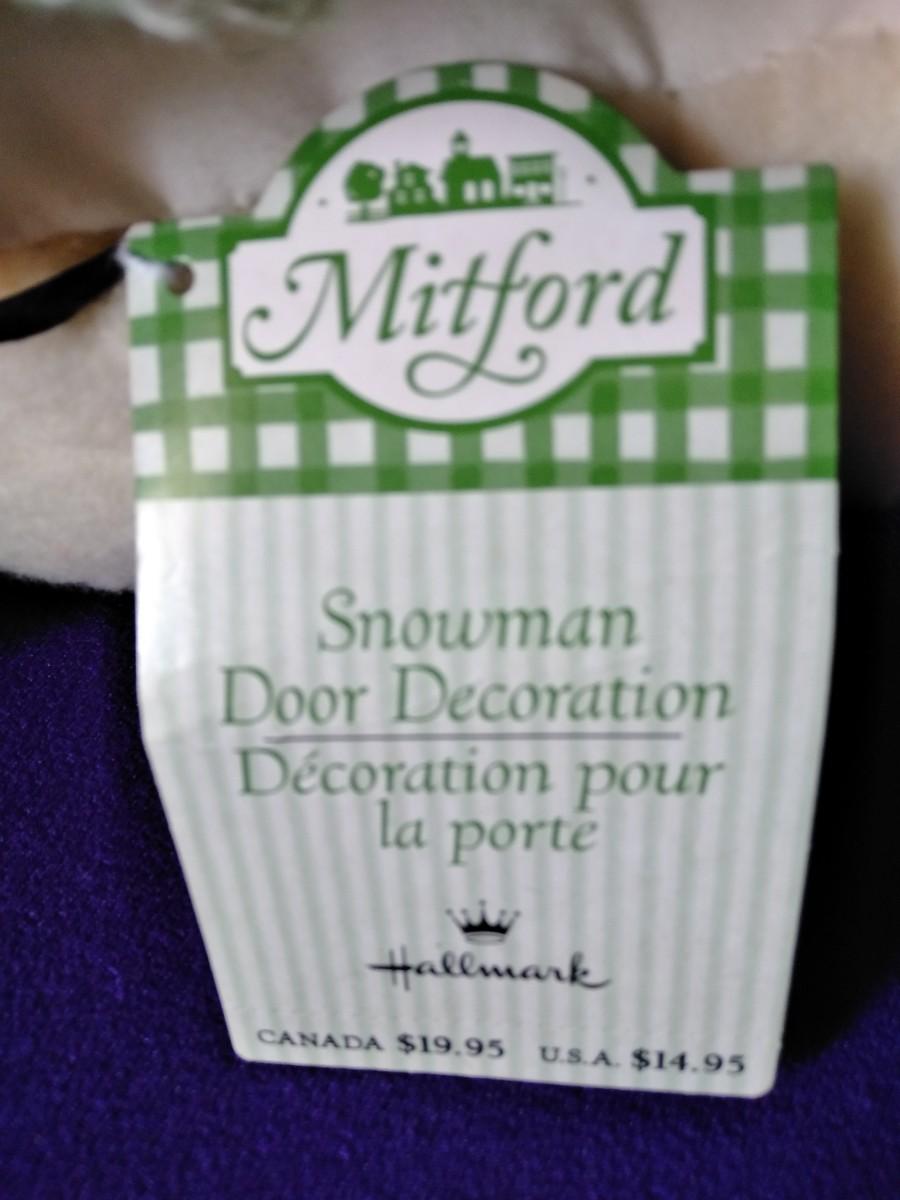 Mitford
Snowman
Door Decoration
Décoration pour
la porte
Hallmark
CANADA $19.95 U.S.A. $14.95